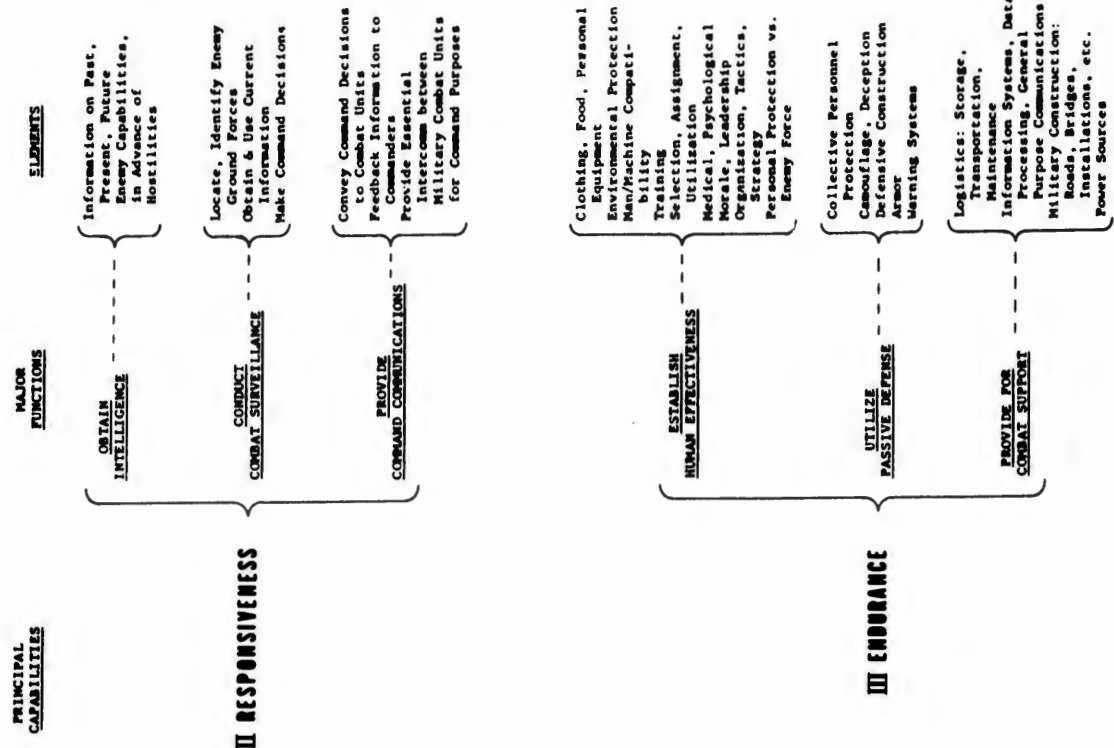 PRINCIPAL
CAPABILITIES
MAJOR
FUNCTIONS
ELEMENTS
II RESPONSIVENESS
OBTAIN
INTELLIGENCE
Information on Past,
Present, Future
Enemy Capabilities,
in Advance of
Hostilities
CONDUCT
COMBAT SURVEILLANCE
Locate, Identify Enemy
Ground Forces
Obtain & Use Current
Information
Make Command Decisions
PROVIDE
COMMAND COMMUNICATIONS
Convey Command Decisions
to Combat Units
Feedback Information to
Commanders
Provide Essential
Intercomm between
Military Combat Units
for Command Purposes
III ENDURANCE
ESTABLISH
HUMAN EFFECTIVENESS
Clothing, Food, Personal
Equipment
Environmental Protection
Man/Machine Compati-
bility
Training
Selection, Assignment,
Utilization
Medical, Psychological
Morale, Leadership
Organization, Tactics,
Strategy
Personal Protection vs.
Enemy Force
UTILIZE
PASSIVE DEFENSE
Collective Personnel
Protection
Camouflage, Deception
Defensive Construction
Armor
Warning Systems
PROVIDE FOR
COMBAT SUPPORT
Logistics: Storage,
Transportation,
Maintenance
Information Systems, Data
Processing, General
Purpose Communications
Military Construction:
Roads, Bridges,
Installations, etc.
Power Sources